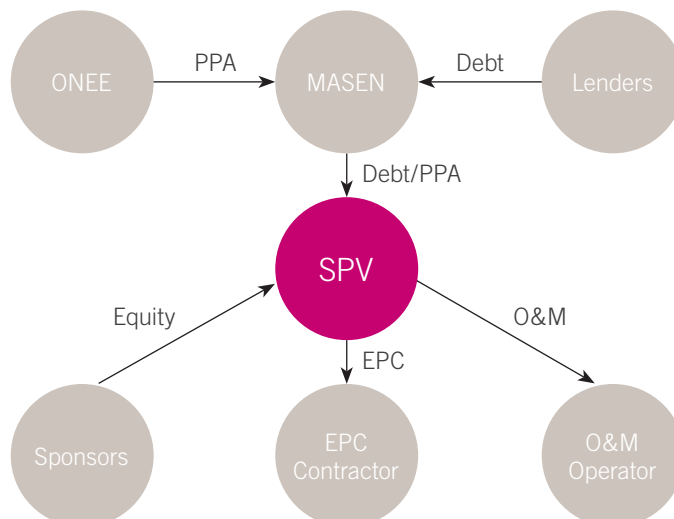 ONEE
PPA
MASEN
Debt
Lenders
Debt/PPA
SPV
Equity
O&M
EPC
Sponsors
EPC
Contractor
O&M
Operator